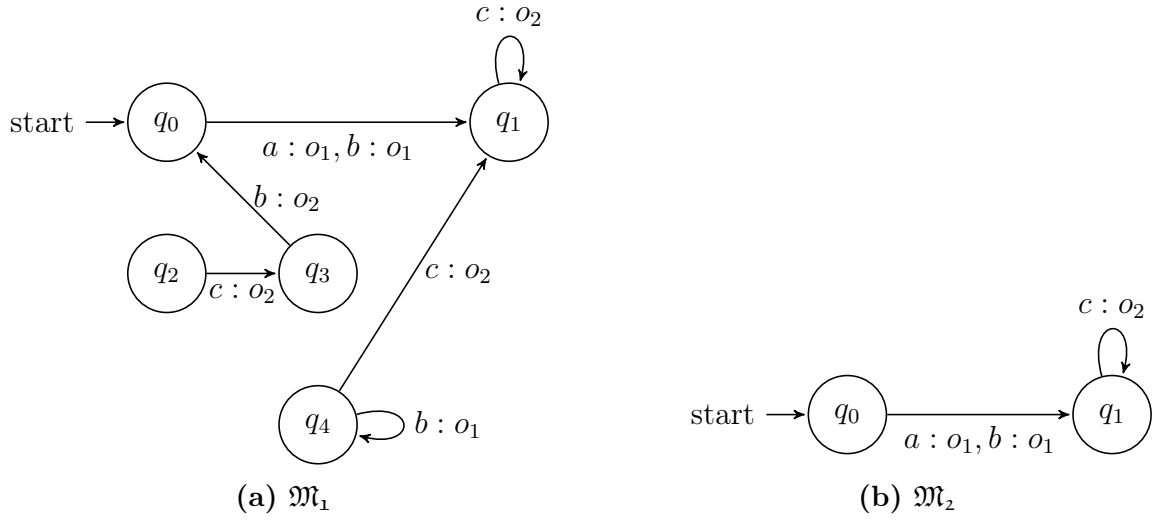 c : o₂
start
q₀
q₁
a : o₁, b : o₁
b : o₂
q₂
q₃
c : o₂
c : o₂
q₄
b : o₁
(a) 𝔐₁
c : o₂
start
q₀
q₁
a : o₁, b : o₁
(b) 𝔐₂